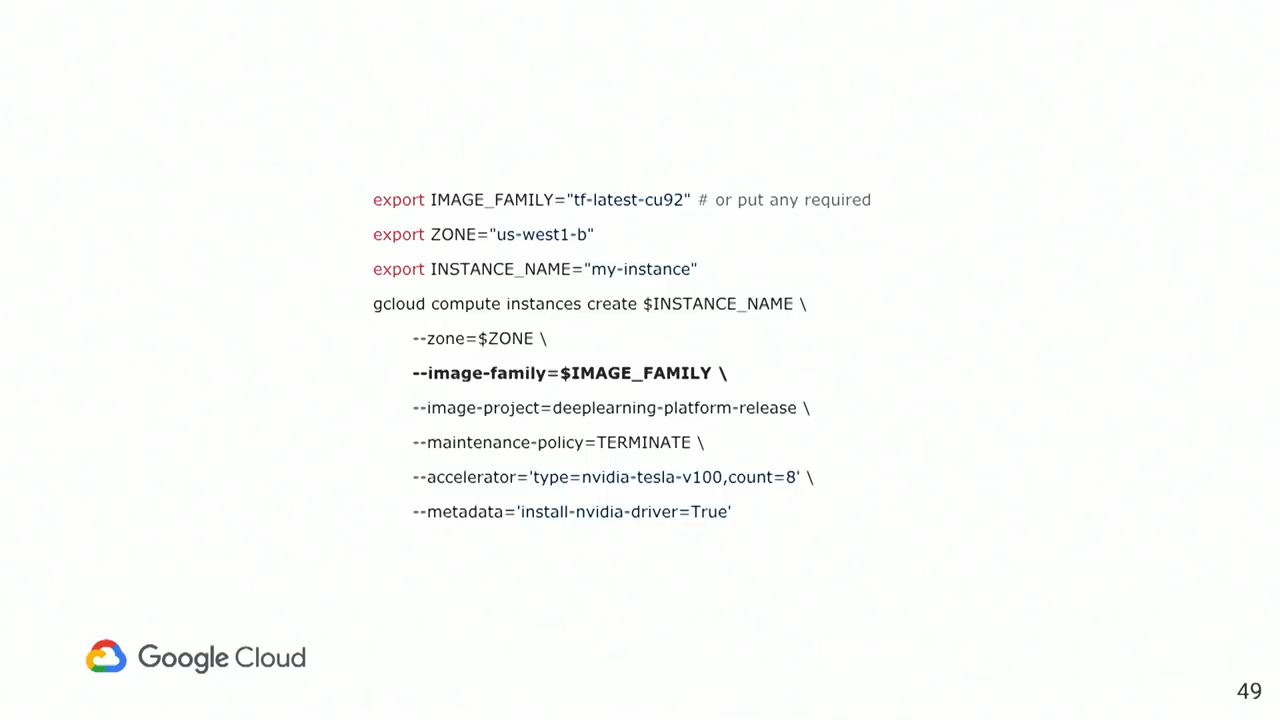 export IMAGE_FAMILY="tf-latest-cu92" # or put any required
export ZONE="us-west1-b"
export INSTANCE_NAME="my-instance"
gcloud compute instances create $INSTANCE_NAME \
--zone=$ZONE \
--image-family=$IMAGE_FAMILY \
--image-project=deeplearning-platform-release \
--maintenance-policy=TERMINATE \
--accelerator='type=nvidia-tesla-v100,count=8' \
--metadata='install-nvidia-driver=True'
Google Cloud
49